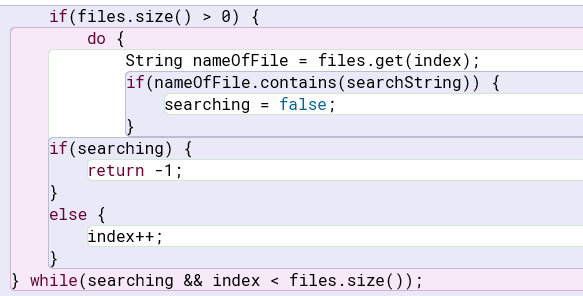 if(files.size() > 0) {
do {
String nameOfFile = files.get(index);
if(nameOfFile.contains(searchString)) {
searching = false;
}
if(searching) {
return -1;
}
else {
index++;
}
} while(searching && index < files.size());